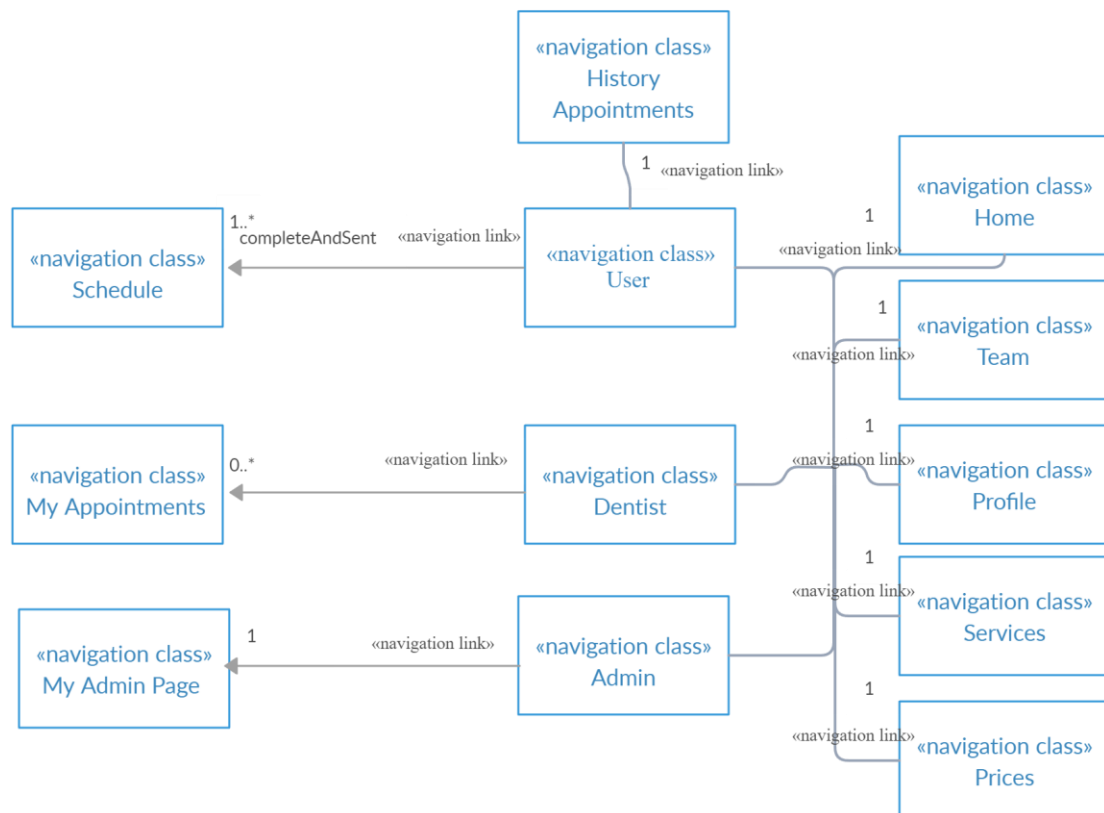 «navigation class»
History
Appointments
1
«navigation link»
«navigation class»
Home
1
«navigation link»
1..*
completeAndSent
«navigation link»
«navigation class»
Schedule
«navigation class»
User
1
«navigation link»
«navigation class»
Team
1
«navigation link»
«navigation class»
Profile
0..*
«navigation link»
«navigation class»
My Appointments
«navigation class»
Dentist
1
«navigation link»
«navigation class»
Services
1
«navigation link»
«navigation class»
My Admin Page
«navigation class»
Admin
1
«navigation link»
«navigation class»
Prices